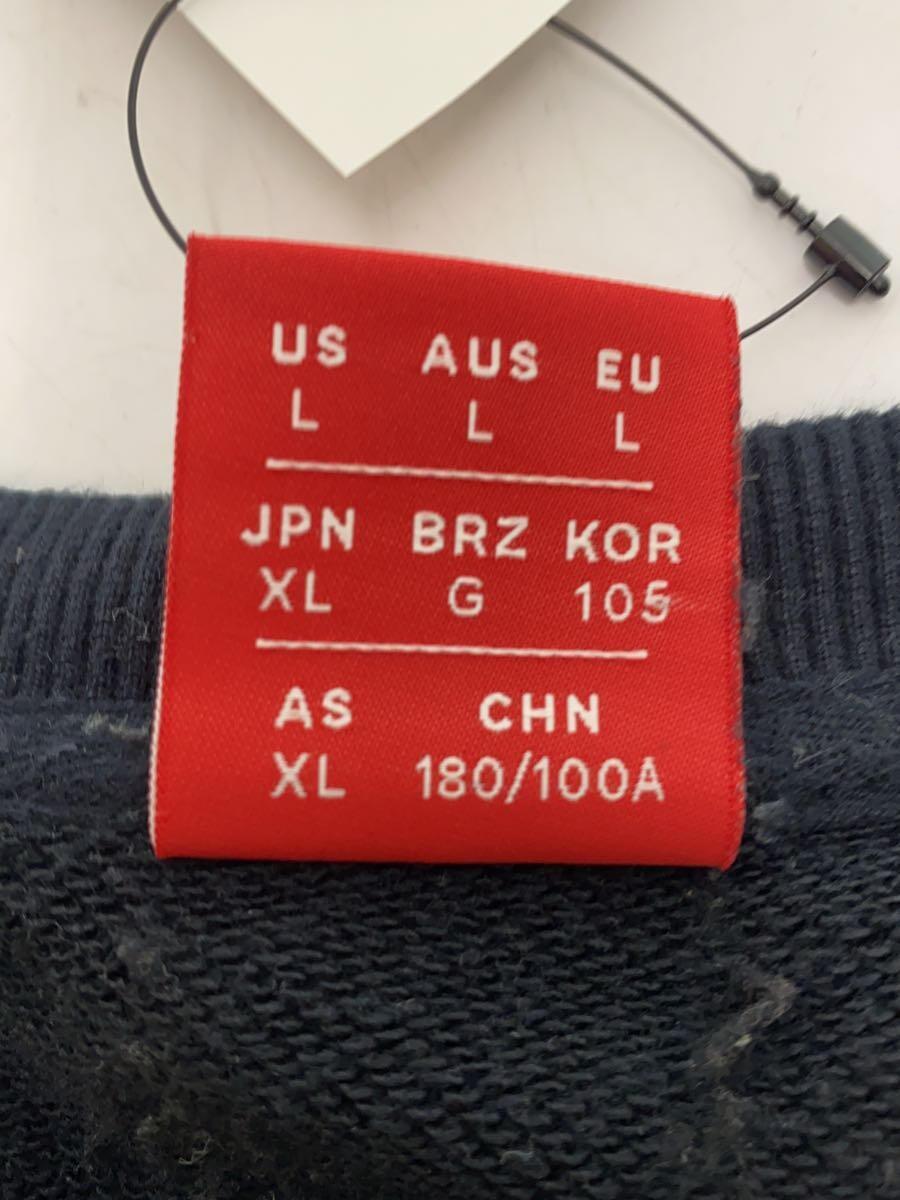 US AUS EU
L L L
JPN BRZ KOR
XL G 105
AS CHN
XL 180/100A